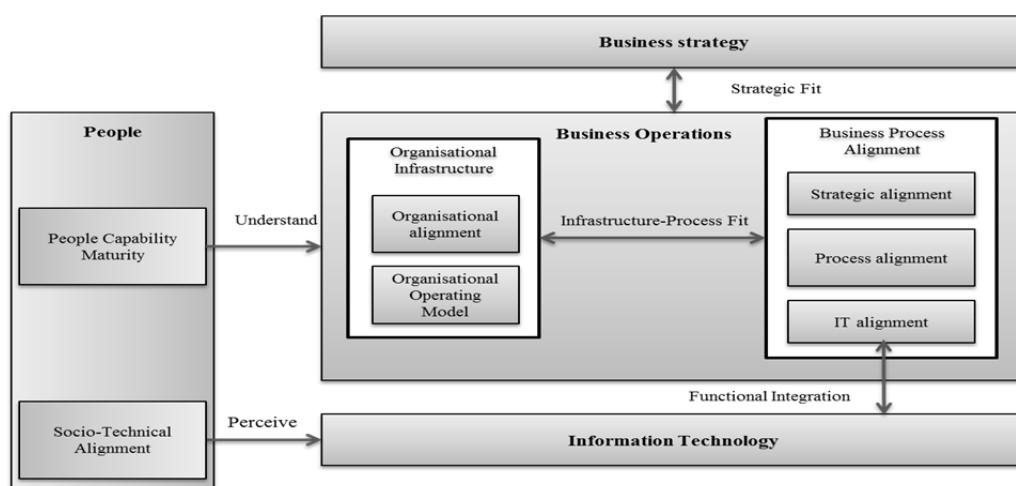 Business strategy
Strategic Fit
People
People Capability
Maturity
Socio-Technical
Alignment
Understand
Perceive
Business Operations
Organisational
Infrastructure
Organisational
alignment
Organisational
Operating
Model
Infrastructure-Process Fit
Business Process
Alignment
Strategic alignment
Process alignment
IT alignment
Functional Integration
Information Technology